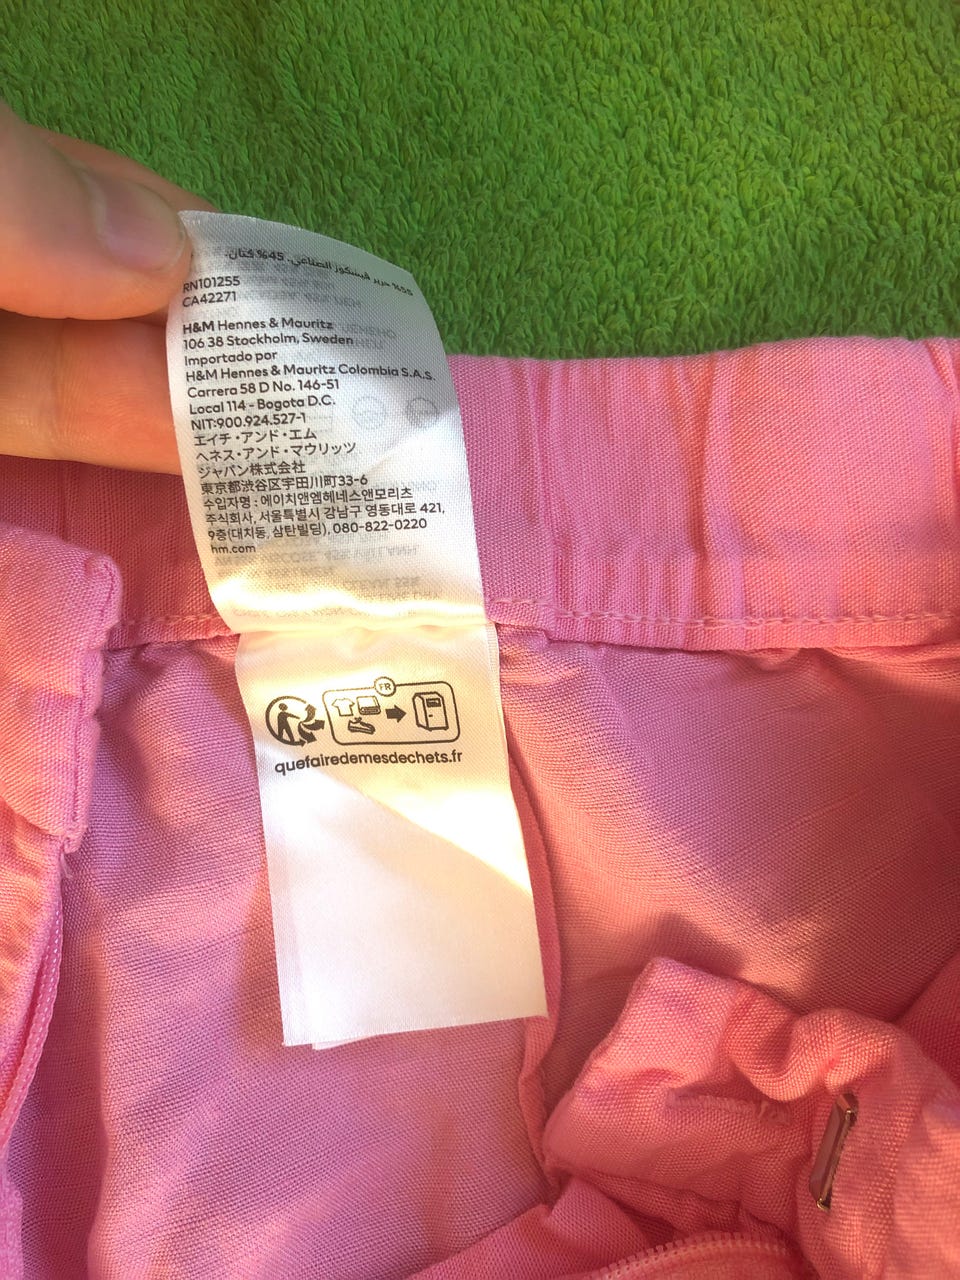 55% حرير فيسكوز الصناعي، 45% كتان.
RN101255
CA42271
H&M Hennes & Mauritz
106 38 Stockholm, Sweden
Importado por
H&M Hennes & Mauritz Colombia S.A.S.
Carrera 58 D No. 146-51
Local 114 - Bogota D.C.
NIT:900.924.527-1
エイチ・アンド・エム
ヘネス・アンド・マウリッツ
ジャパン株式会社
東京都渋谷区宇田川町33-6
수입자명 : 에이치앤엠헤네스앤모리츠
주식회사, 서울특별시 강남구 영동대로 421,
9층(대치동, 삼탄빌딩), 080-822-0220
hm.com
FR
quefairedemesdechets.fr